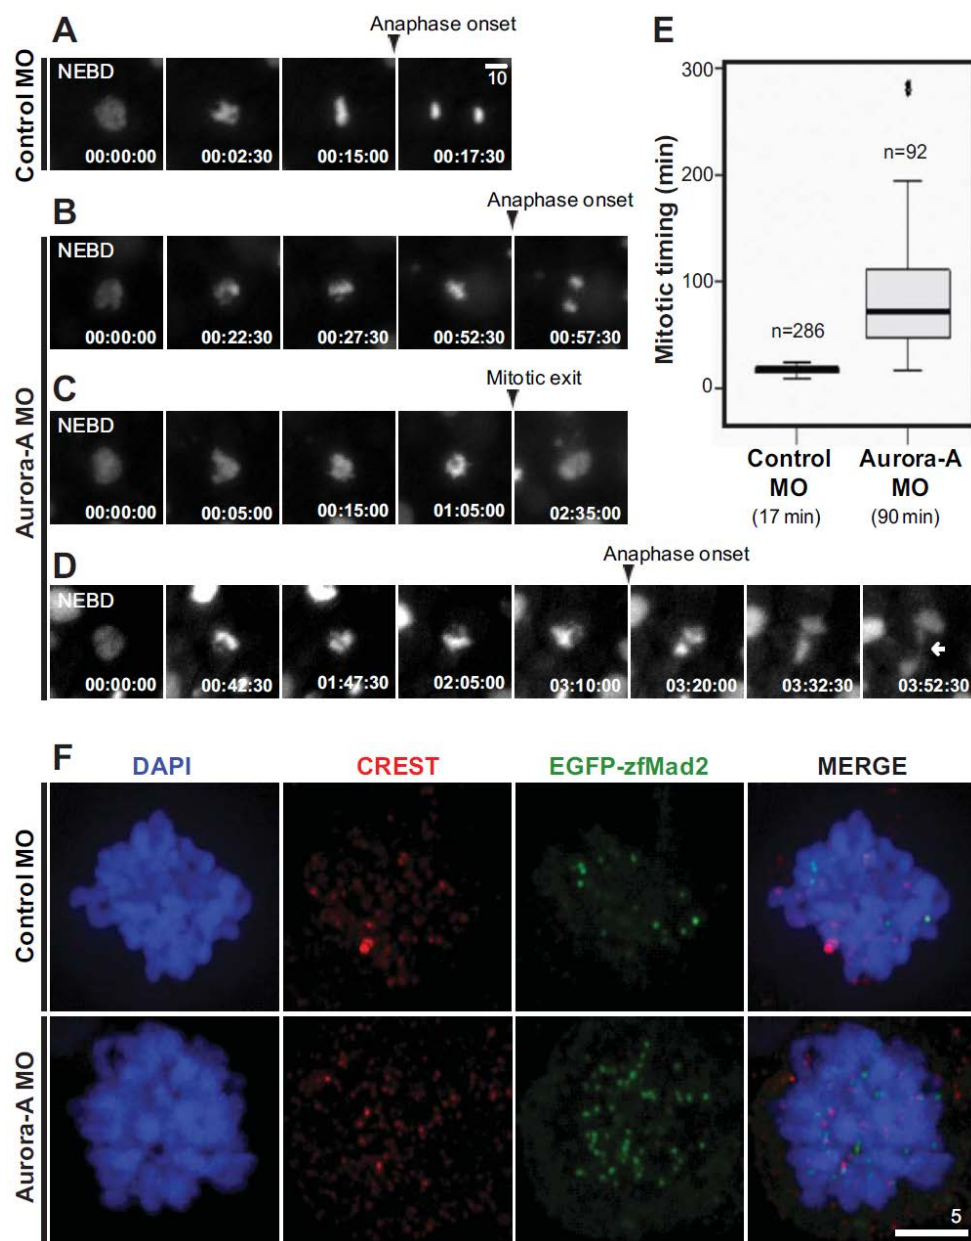 A
Anaphase onset
Control MO
NEBD
10
00:00:00
00:02:30
00:15:00
00:17:30
B
Anaphase onset
Aurora-A MO
NEBD
00:00:00
00:22:30
00:27:30
00:52:30
00:57:30
C
Mitotic exit
NEBD
00:00:00
00:05:00
00:15:00
01:05:00
02:35:00
D
Anaphase onset
NEBD
00:00:00
00:42:30
01:47:30
02:05:00
03:10:00
03:20:00
03:32:30
03:52:30
E
Mitotic timing (min)
300
200
100
0
n=286
n=92
Control
MO
(17 min)
Aurora-A
MO
(90 min)
F
DAPI
CREST
EGFP-zfMad2
MERGE
Control MO
Aurora-A MO
5